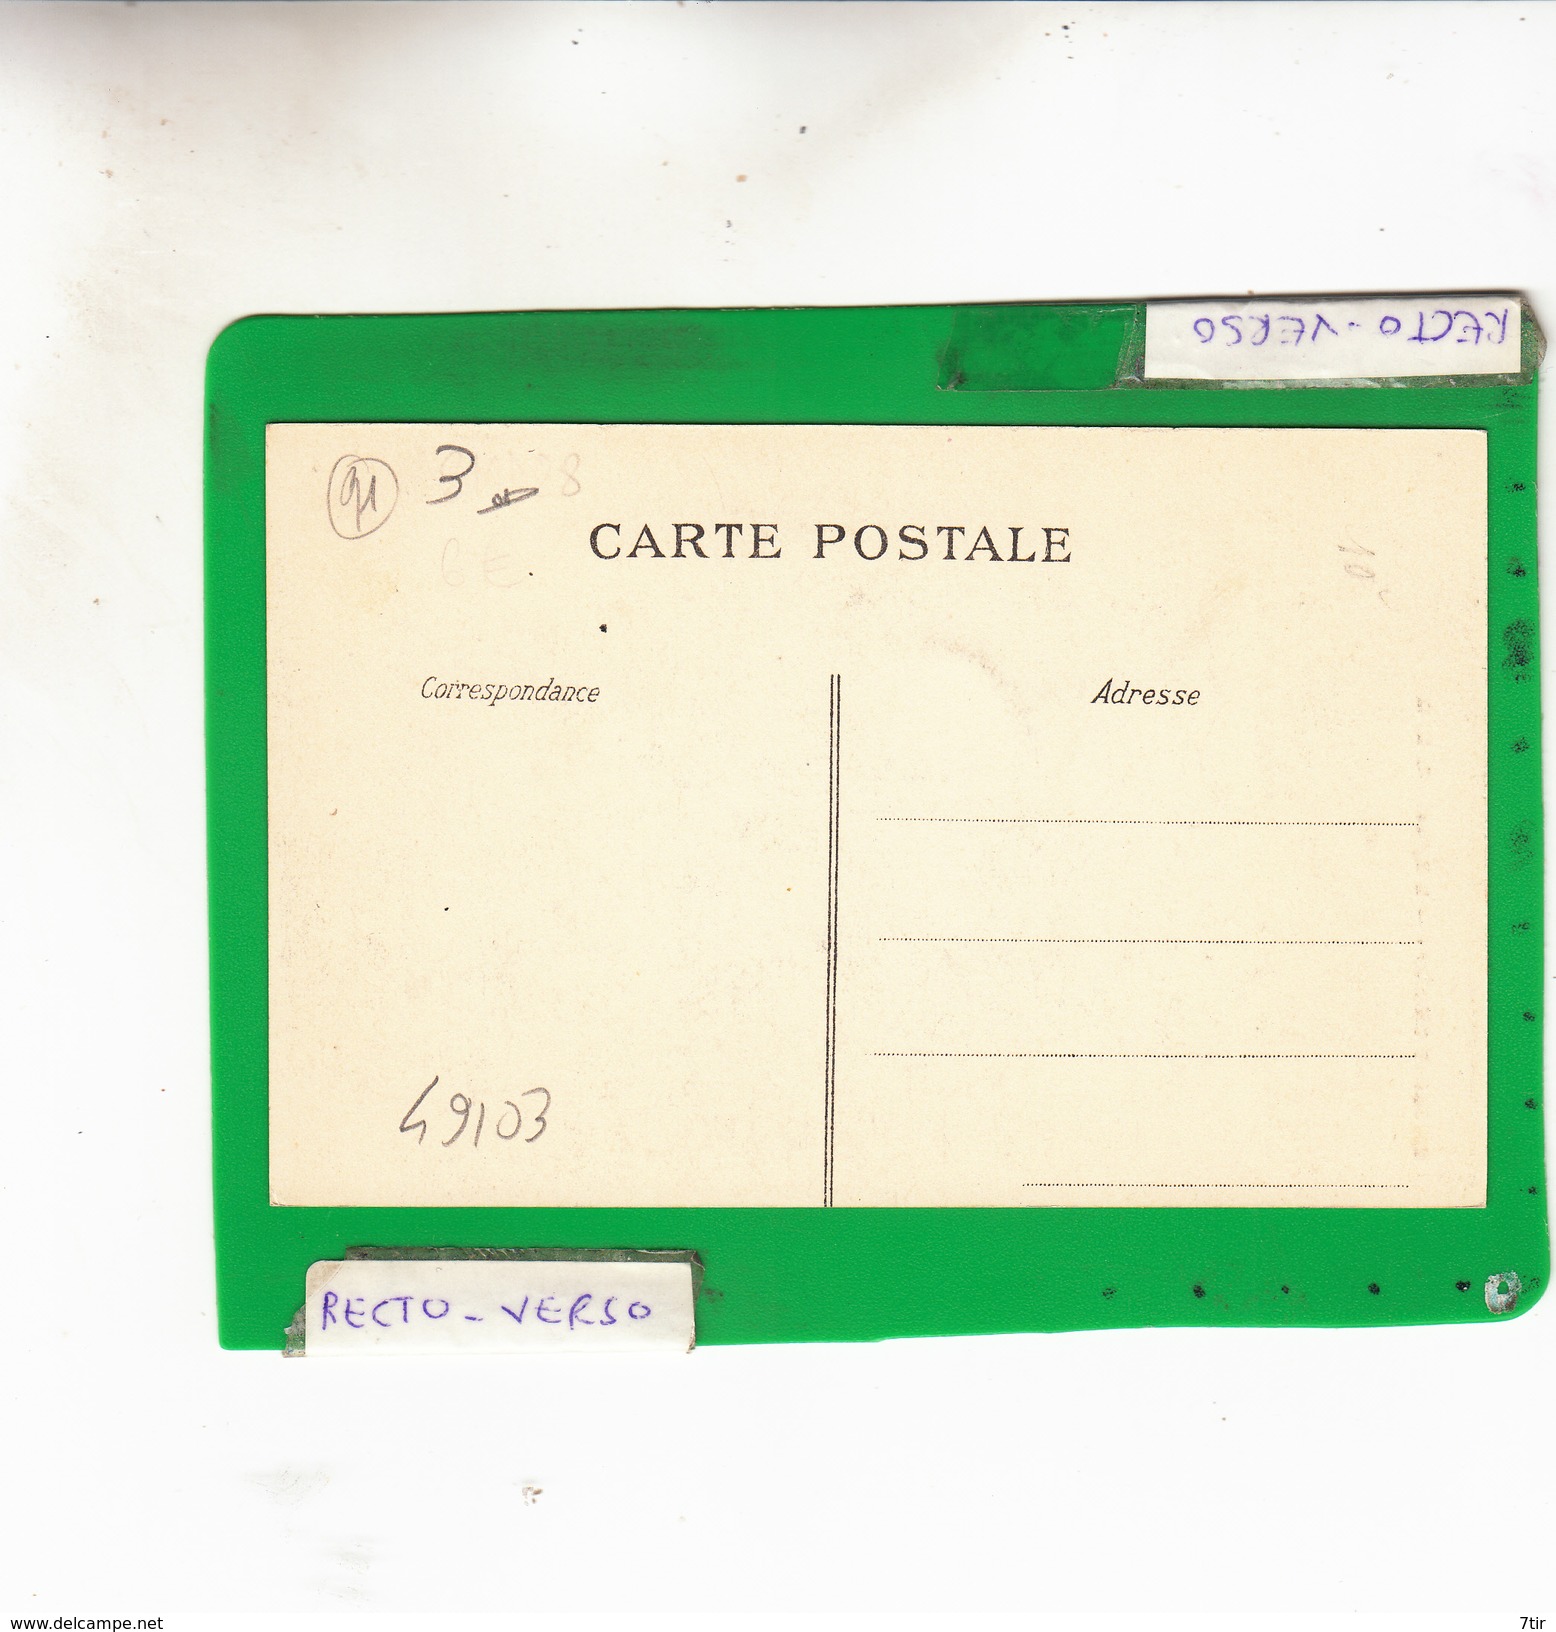 RECTO - VERSO
91 3
CARTE POSTALE
Correspondance
Adresse
49103
RECTO - VERSO
www.delcampe.net
7tir